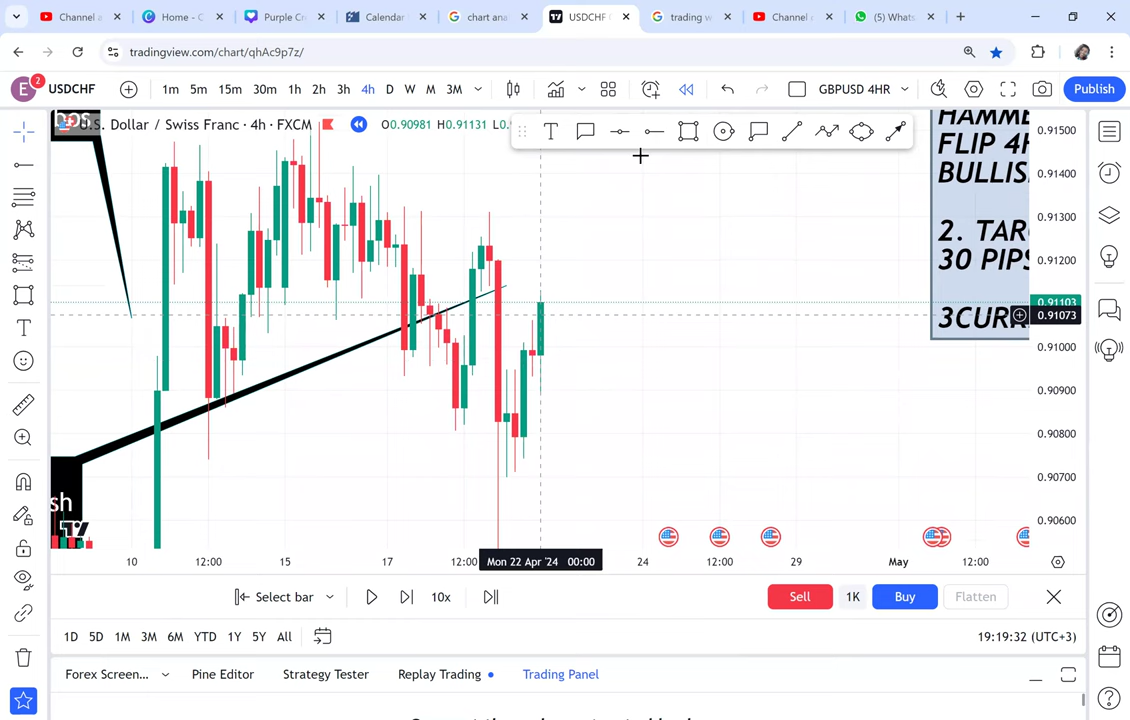 Channel a
Home - C
Purple Cr
Calendar
chart ana
USDCHF
trading w
Channel a
(5) Whats
tradingview.com/chart/qhAc9p7z/
E
2
USDCHF
1m 5m 15m 30m 1h 2h 3h 4h D W M 3M
GBPUSD 4HR
Publish
U.S. Dollar / Swiss Franc · 4h · FXCM
O0.90981 H0.91131 L0.
HAMME
FLIP 4H
BULLIS
2. TAR
30 PIPS
3CURR
0.91500
0.91400
0.91300
0.91200
0.91103
0.91073
0.91000
0.90900
0.90800
0.90700
0.90600
sh
10 12:00 15 17 12:00 Mon 22 Apr '24 00:00 24 12:00 29 May 12:00
Select bar
10x
Sell
1K
Buy
Flatten
1D 5D 1M 3M 6M YTD 1Y 5Y All
19:19:32 (UTC+3)
Forex Screen...
Pine Editor
Strategy Tester
Replay Trading
Trading Panel